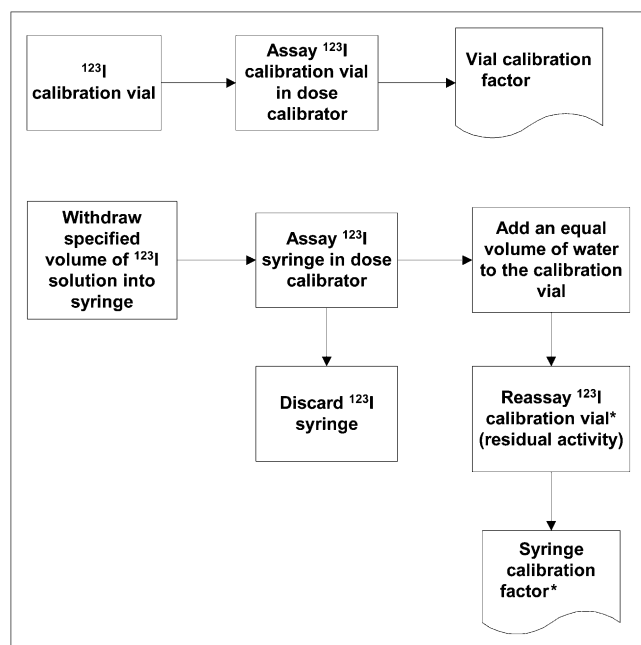 ¹²³I
calibration vial
Assay ¹²³I
calibration vial
in dose
calibrator
Vial calibration
factor
Withdraw
specified
volume of ¹²³I
solution into
syringe
Assay ¹²³I
syringe in dose
calibrator
Add an equal
volume of water
to the calibration
vial
Discard ¹²³I
syringe
Reassay ¹²³I
calibration vial*
(residual activity)
Syringe
calibration
factor*